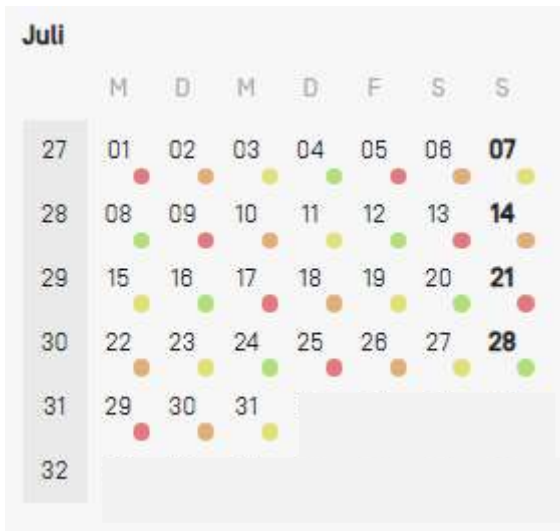 Juli
M D M D F S S
27 01 02 03 04 05 06 07
28 08 09 10 11 12 13 14
29 15 16 17 18 19 20 21
30 22 23 24 25 26 27 28
31 29 30 31
32